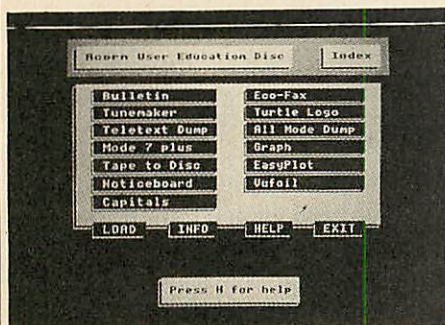 Acorn User Education Disc Index
Bulletin
Tunemaker
Teletext Dump
Mode 7 plus
Tape to Disc
Noticeboard
Capitals
Eco-Fax
Turtle Logo
All Mode Dump
Graph
EasyPlot
Vufoil
LOAD INFO HELP EXIT
Press H for help